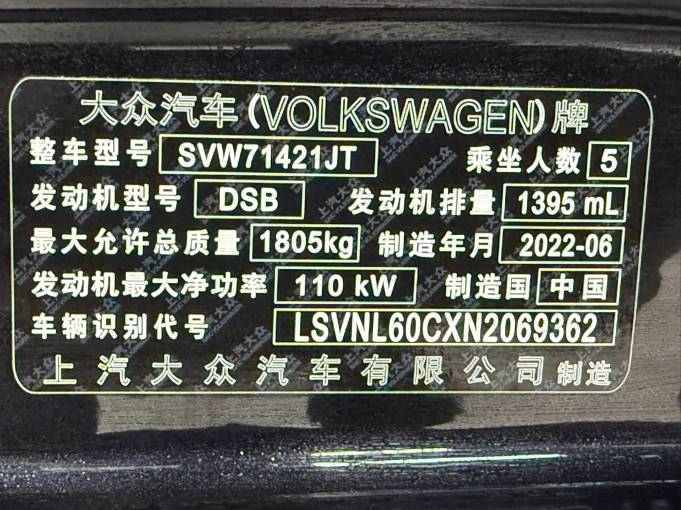 大众汽车(VOLKSWAGEN)牌
整车型号 SVW71421JT 乘坐人数 5
发动机型号 DSB 发动机排量 1395 mL
最大允许总质量 1805kg 制造年月 2022-06
发动机最大净功率 110 kW 制造国 中国
车辆识别代号 LSVNL60CXN2069362
上汽大众汽车有限公司 制造